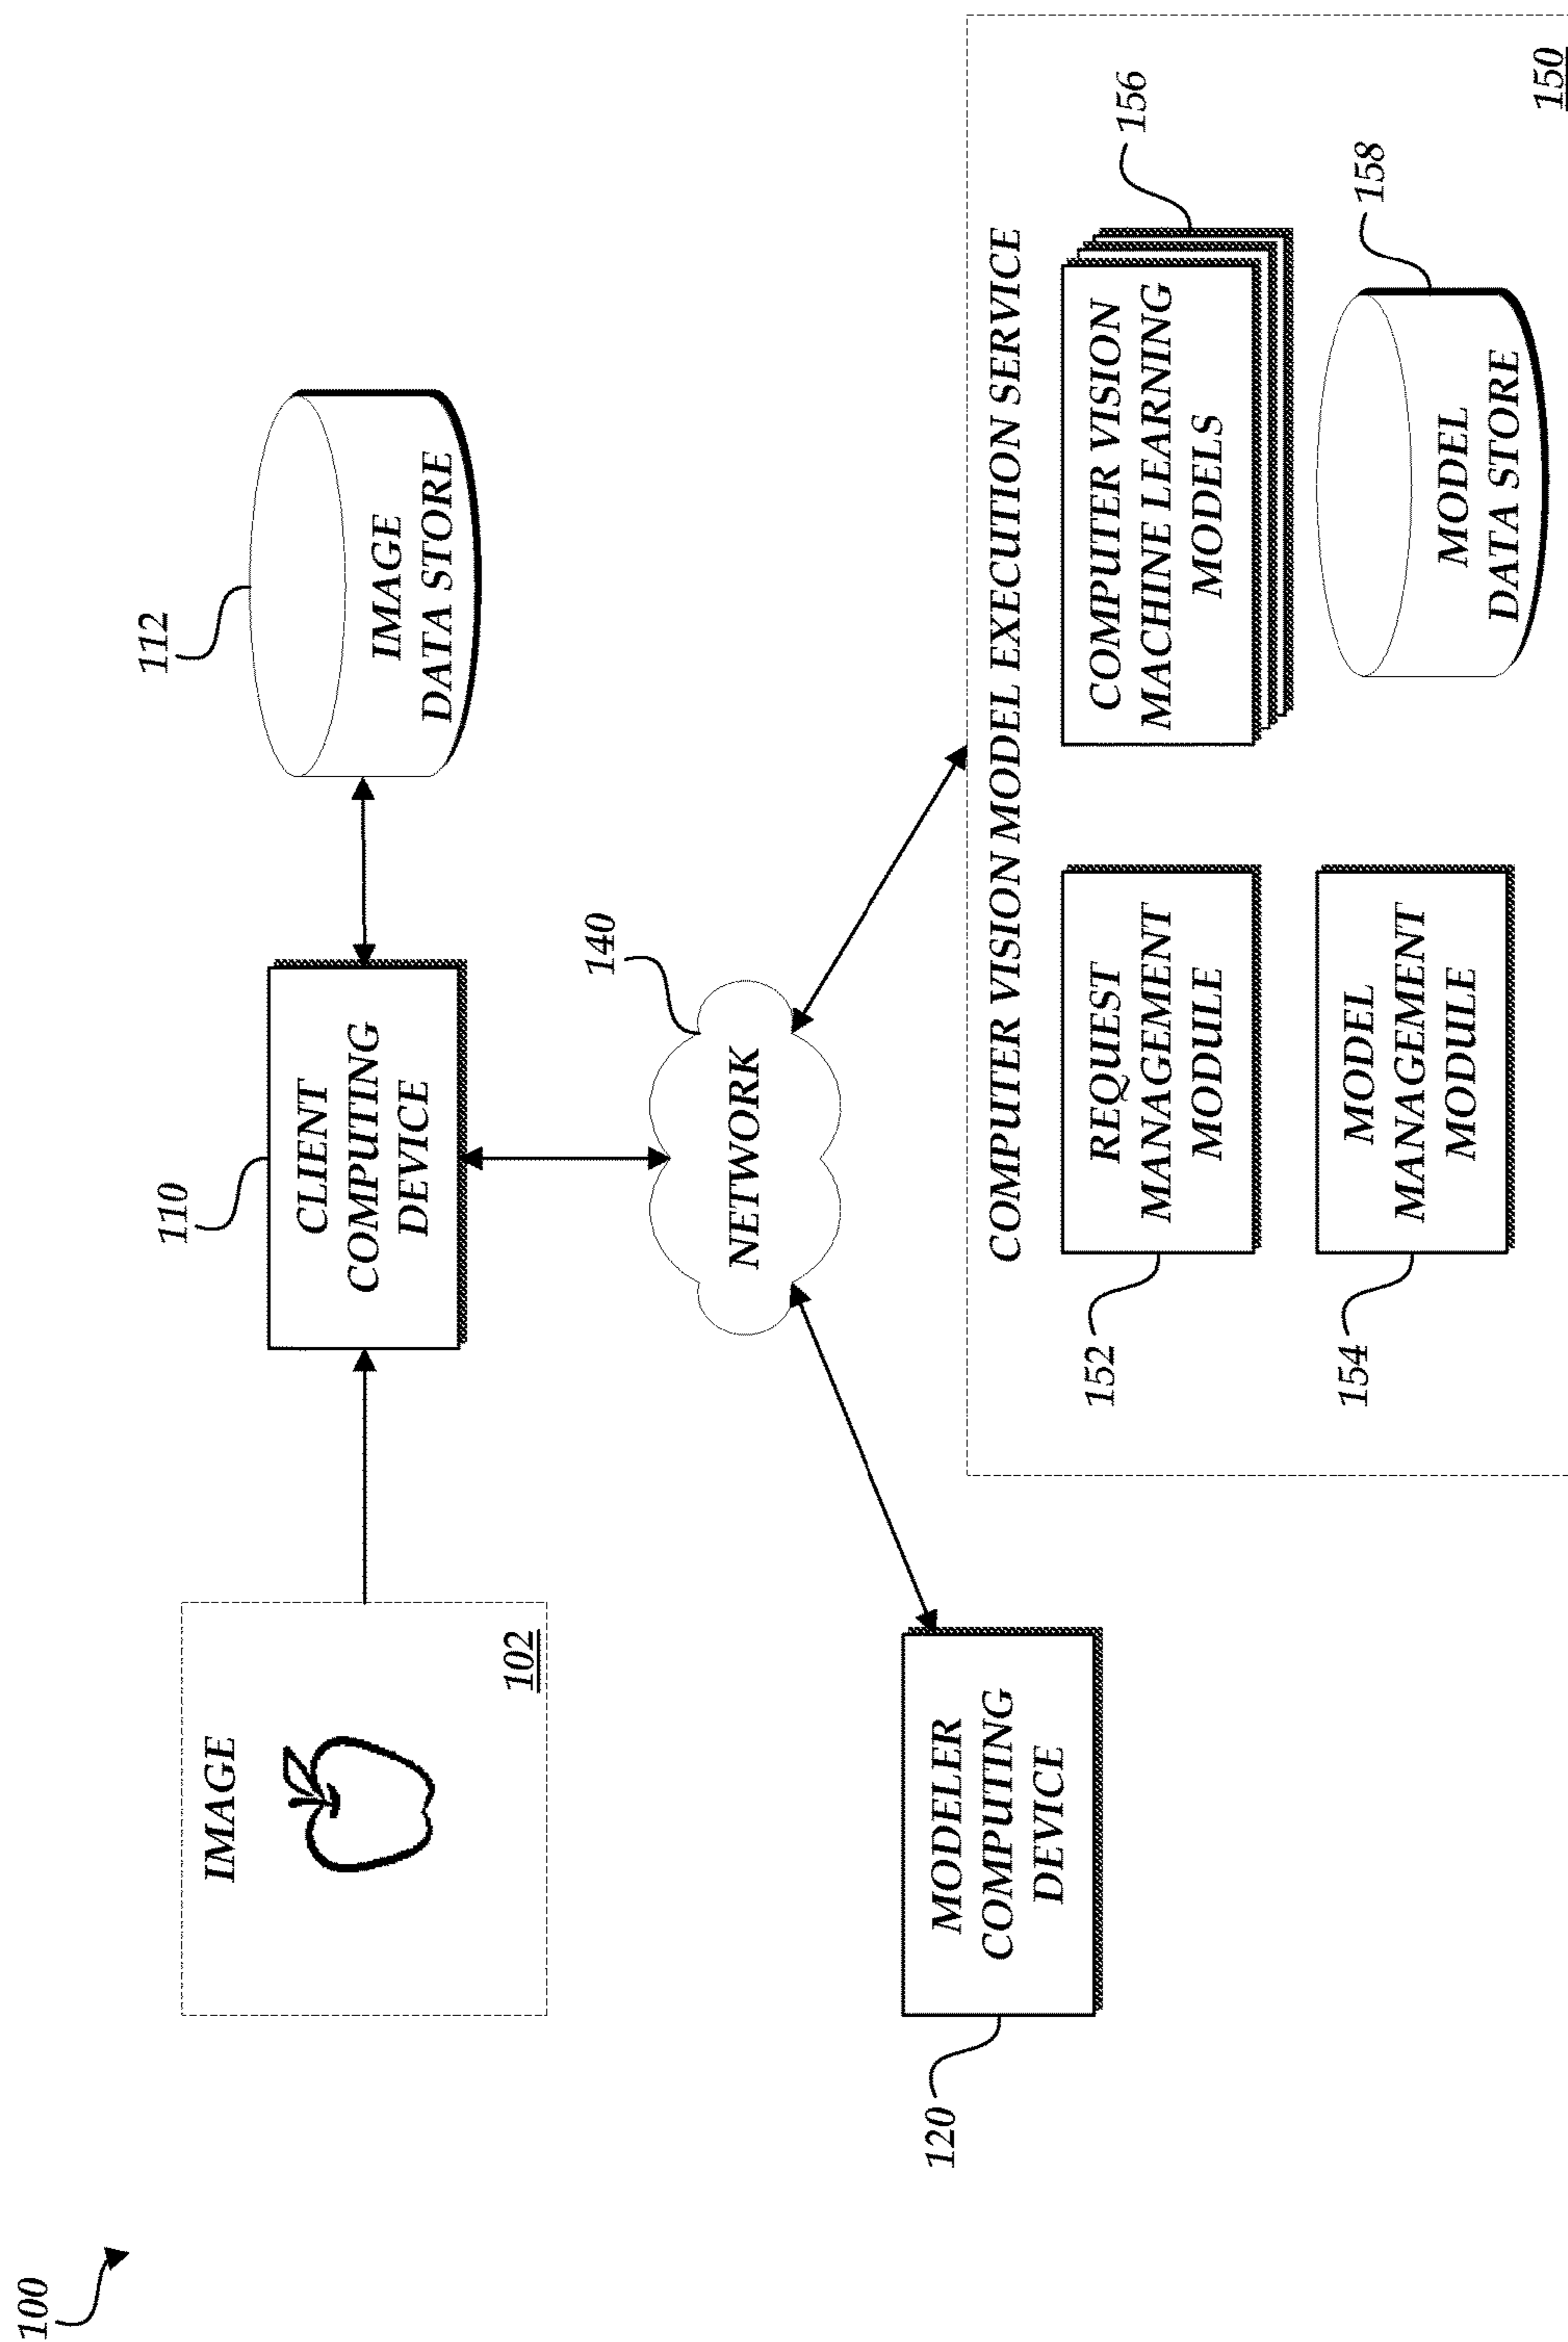 100
IMAGE
102
110
CLIENT
COMPUTING
DEVICE
112
IMAGE
DATA STORE
140
NETWORK
120
MODELER
COMPUTING
DEVICE
COMPUTER VISION MODEL EXECUTION SERVICE
152
REQUEST
MANAGEMENT
MODULE
156
COMPUTER VISION
MACHINE LEARNING
MODELS
154
MODEL
MANAGEMENT
MODULE
158
MODEL
DATA STORE
150